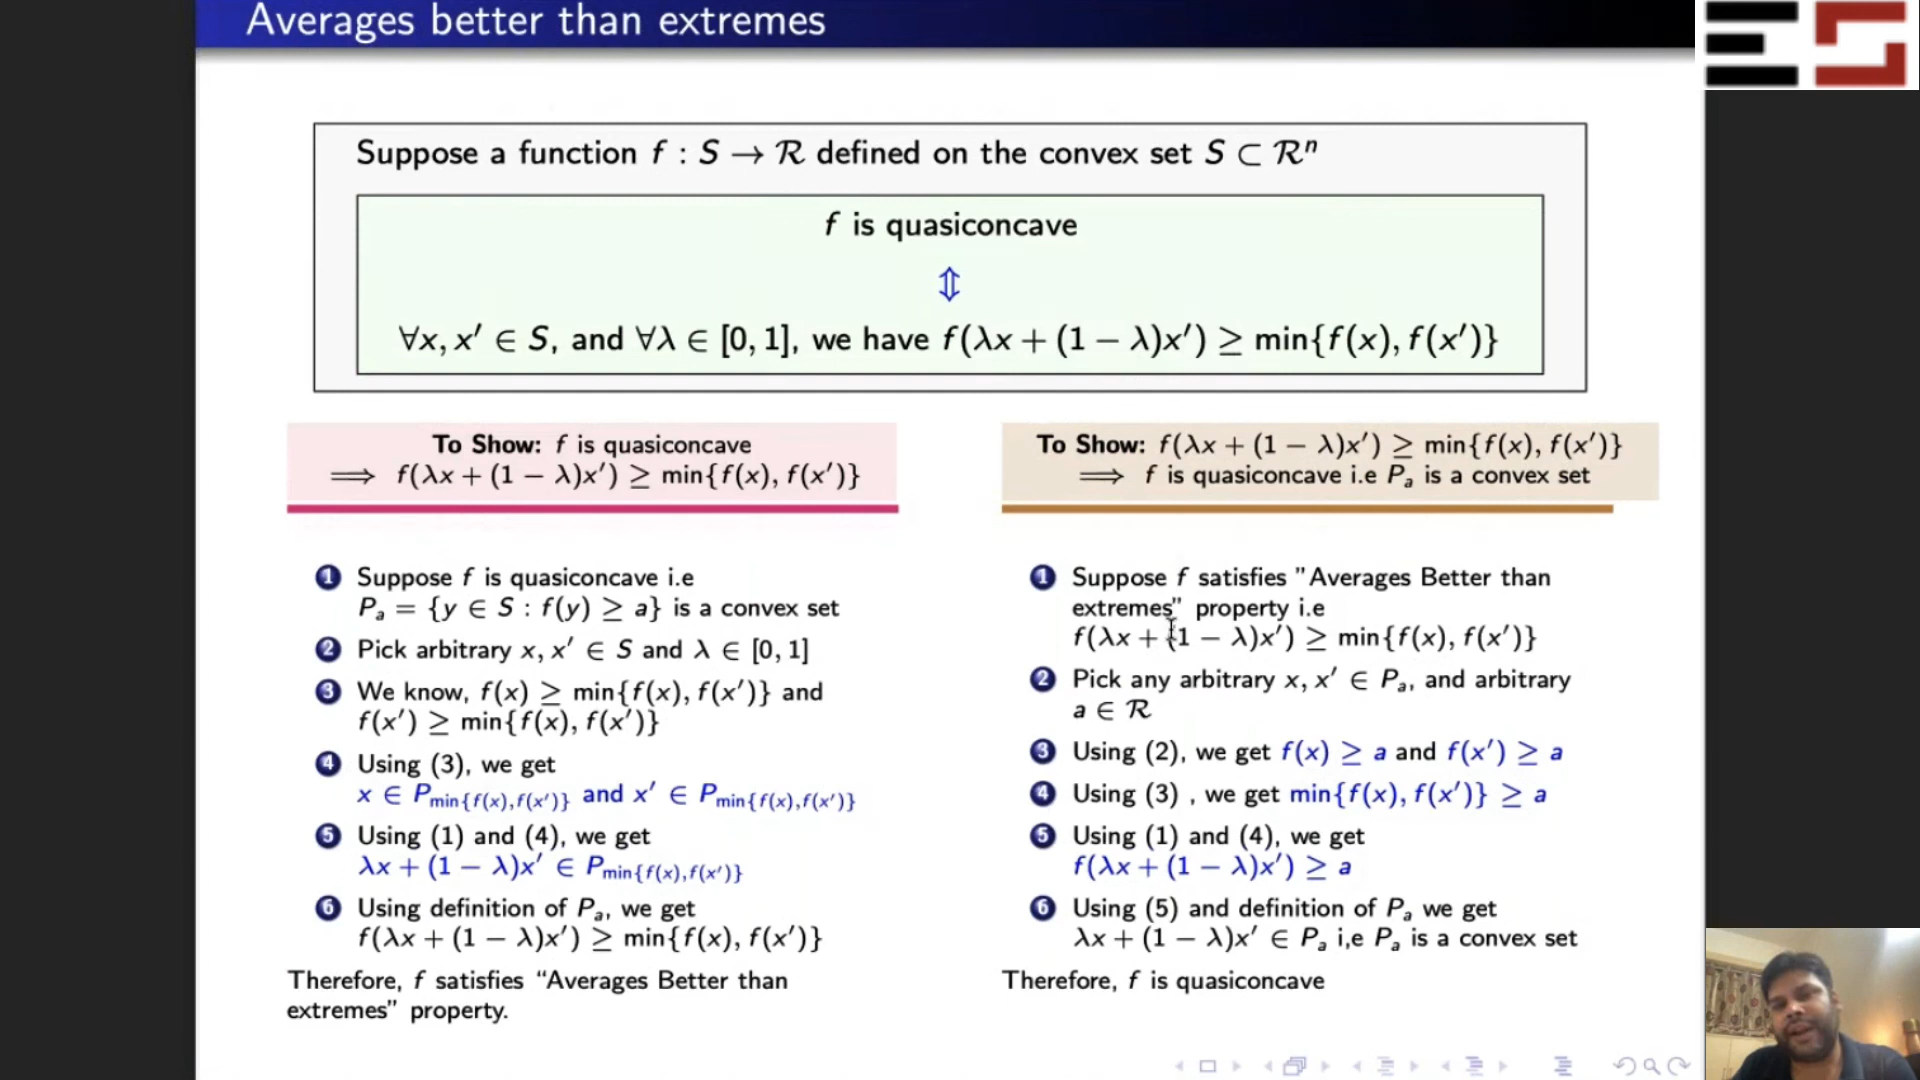 Averages better than extremes
ES
Suppose a function f : S → R defined on the convex set S ⊂ Rⁿ
f is quasiconcave
⇕
∀x, x′ ∈ S, and ∀λ ∈ [0, 1], we have f(λx + (1 − λ)x′) ≥ min{f(x), f(x′)}
To Show: f is quasiconcave
⟹ f(λx + (1 − λ)x′) ≥ min{f(x), f(x′)}
1 Suppose f is quasiconcave i.e
Pₐ = {y ∈ S : f(y) ≥ a} is a convex set
2 Pick arbitrary x, x′ ∈ S and λ ∈ [0, 1]
3 We know, f(x) ≥ min{f(x), f(x′)} and
f(x′) ≥ min{f(x), f(x′)}
4 Using (3), we get
x ∈ P_min{f(x),f(x′)} and x′ ∈ P_min{f(x),f(x′)}
5 Using (1) and (4), we get
λx + (1 − λ)x′ ∈ P_min{f(x),f(x′)}
6 Using definition of Pₐ, we get
f(λx + (1 − λ)x′) ≥ min{f(x), f(x′)}
Therefore, f satisfies “Averages Better than
extremes” property.
To Show: f(λx + (1 − λ)x′) ≥ min{f(x), f(x′)}
⟹ f is quasiconcave i.e Pₐ is a convex set
1 Suppose f satisfies ”Averages Better than
extremes” property i.e
f(λx + (1 − λ)x′) ≥ min{f(x), f(x′)}
2 Pick any arbitrary x, x′ ∈ Pₐ, and arbitrary
a ∈ R
3 Using (2), we get f(x) ≥ a and f(x′) ≥ a
4 Using (3) , we get min{f(x), f(x′)} ≥ a
5 Using (1) and (4), we get
f(λx + (1 − λ)x′) ≥ a
6 Using (5) and definition of Pₐ we get
λx + (1 − λ)x′ ∈ Pₐ i,e Pₐ is a convex set
Therefore, f is quasiconcave